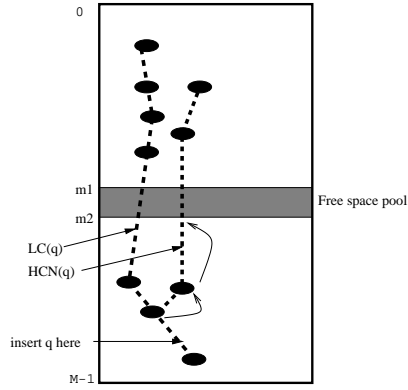 0
m1
Free space pool
m2
LC(q)
HCN(q)
insert q here
M-1